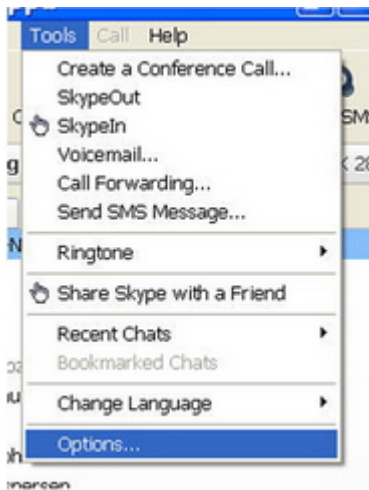 Tools Call Help
Create a Conference Call...
SkypeOut
SkypeIn
Voicemail...
Call Forwarding...
Send SMS Message...
Ringtone
Share Skype with a Friend
Recent Chats
Bookmarked Chats
Change Language
Options...